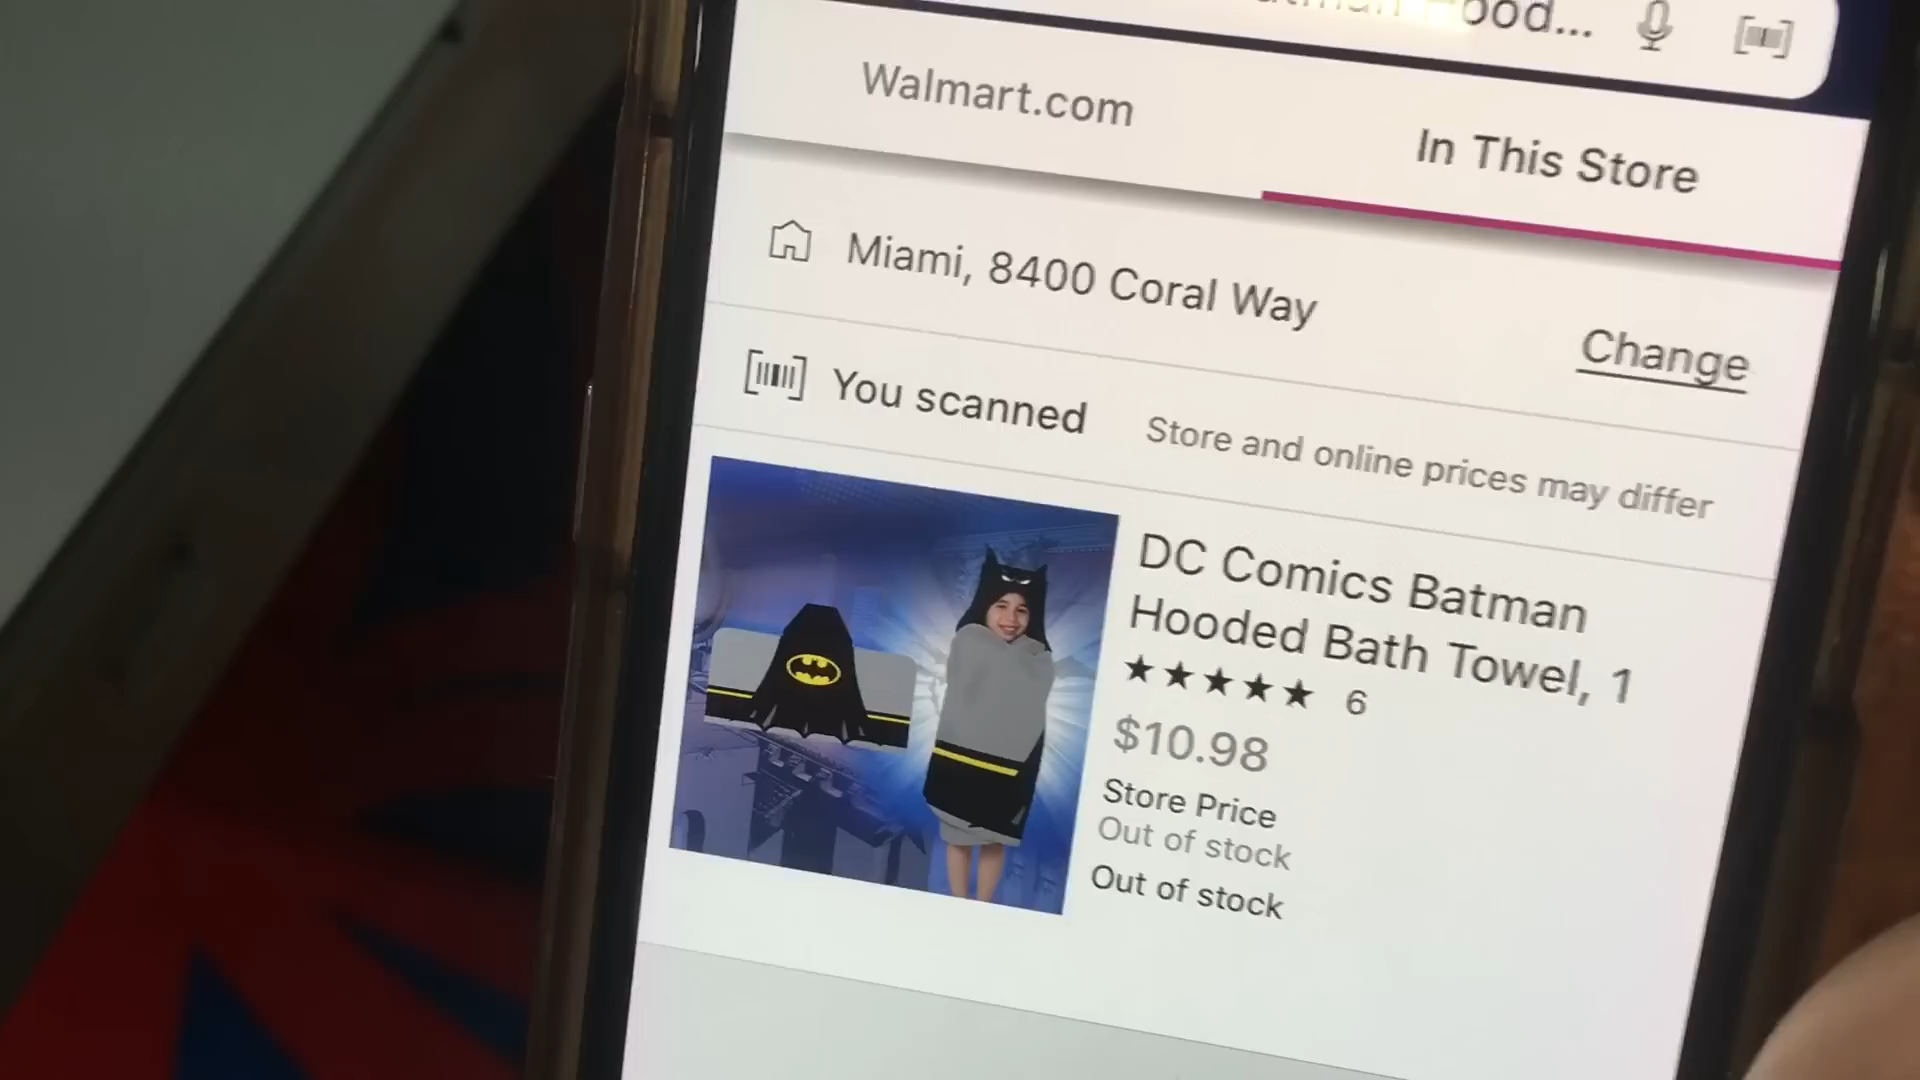 ood...
Walmart.com
In This Store
Miami, 8400 Coral Way
Change
You scanned
Store and online prices may differ
DC Comics Batman
Hooded Bath Towel, 1
6
$10.98
Store Price
Out of stock
Out of stock